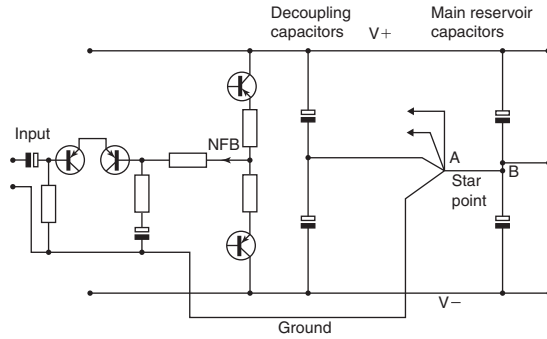 Decoupling
capacitors
V+
Main reservoir
capacitors
Input
NFB
A
Star
point
B
V−
Ground